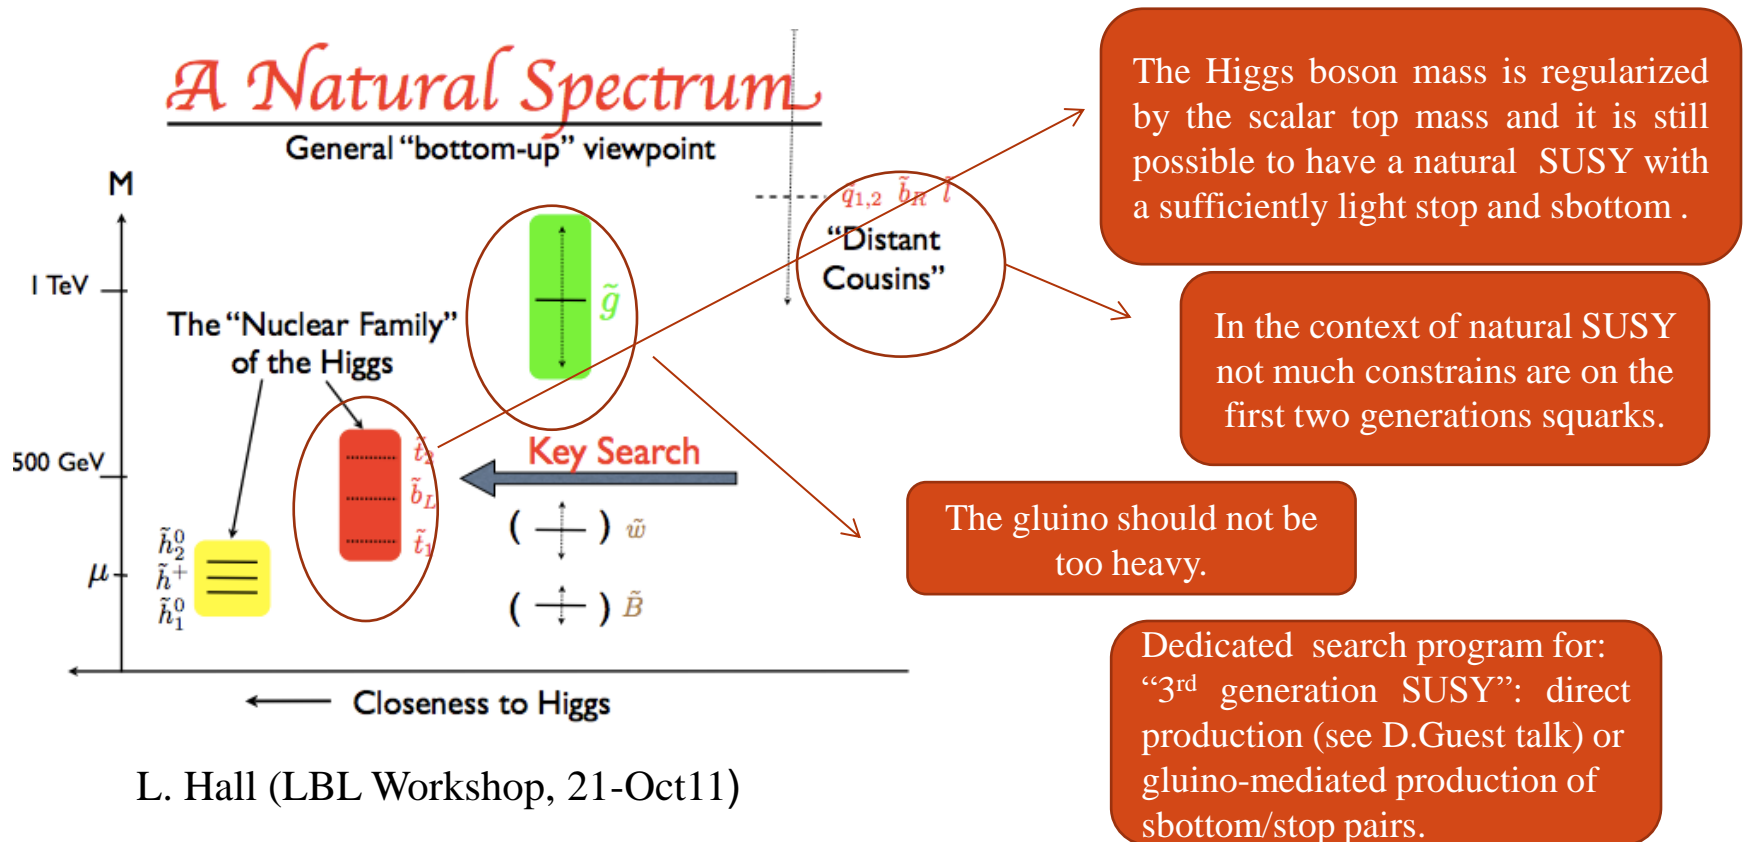 A Natural Spectrum
General “bottom-up” viewpoint
M
1 TeV
The “Nuclear Family”
of the Higgs
500 GeV
μ
h̃⁰₂
h̃⁺
h̃⁰₁
t̃₂
b̃_L
t̃₁
g̃
Key Search
( ) w̃
( ) B̃
q̃₁,₂ b̃_R l̃
“Distant
Cousins”
Closeness to Higgs
L. Hall (LBL Workshop, 21-Oct11)
The Higgs boson mass is regularized
by the scalar top mass and it is still
possible to have a natural SUSY with
a sufficiently light stop and sbottom .
In the context of natural SUSY
not much constrains are on the
first two generations squarks.
The gluino should not be
too heavy.
Dedicated search program for:
“3rd generation SUSY”: direct
production (see D.Guest talk) or
gluino-mediated production of
sbottom/stop pairs.